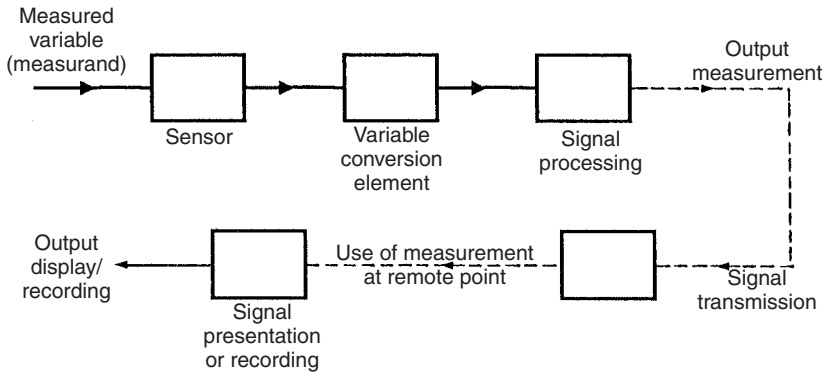 Measured
variable
(measurand)
Output
measurement
Sensor
Variable
conversion
element
Signal
processing
Output
display/
recording
Use of measurement
at remote point
Signal
transmission
Signal
presentation
or recording